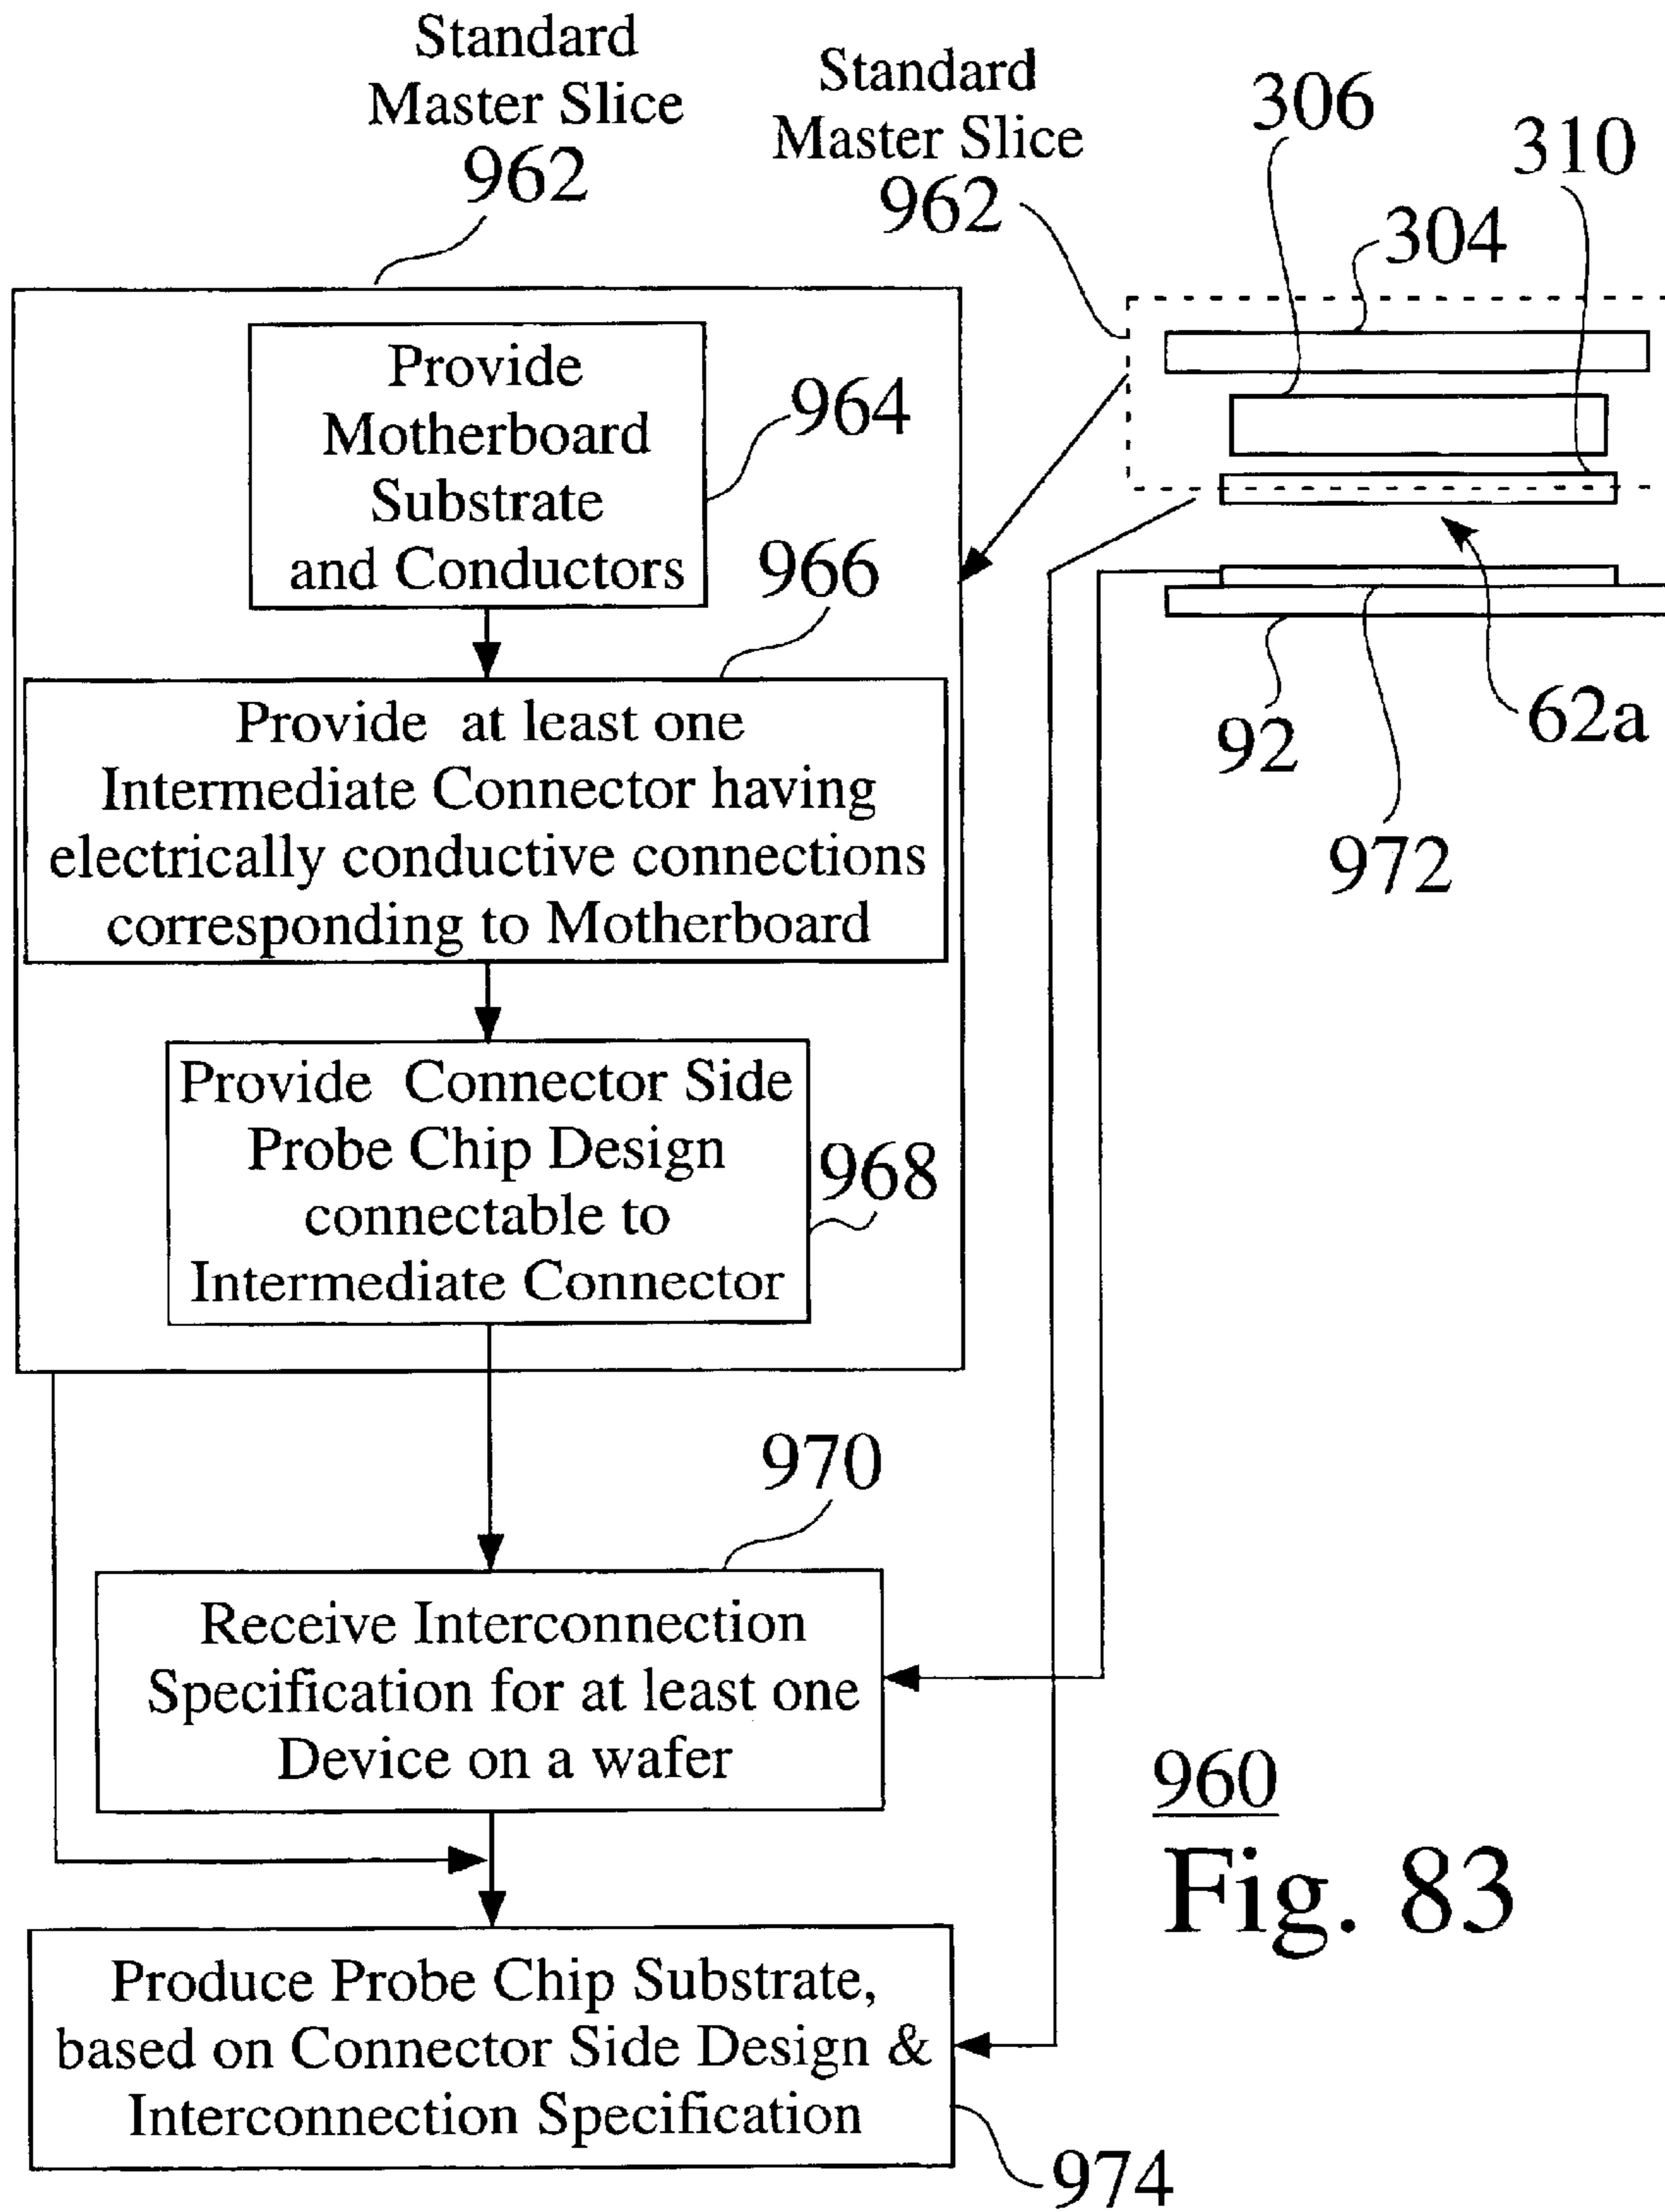 Standard
Master Slice
962
Standard
Master Slice
962
306
310
304
Provide
Motherboard
Substrate
and Conductors
964
966
Provide at least one
Intermediate Connector having
electrically conductive connections
corresponding to Motherboard
92
62a
972
Provide Connector Side
Probe Chip Design
connectable to
Intermediate Connector
968
970
Receive Interconnection
Specification for at least one
Device on a wafer
960
Fig. 83
Produce Probe Chip Substrate,
based on Connector Side Design &
Interconnection Specification
974